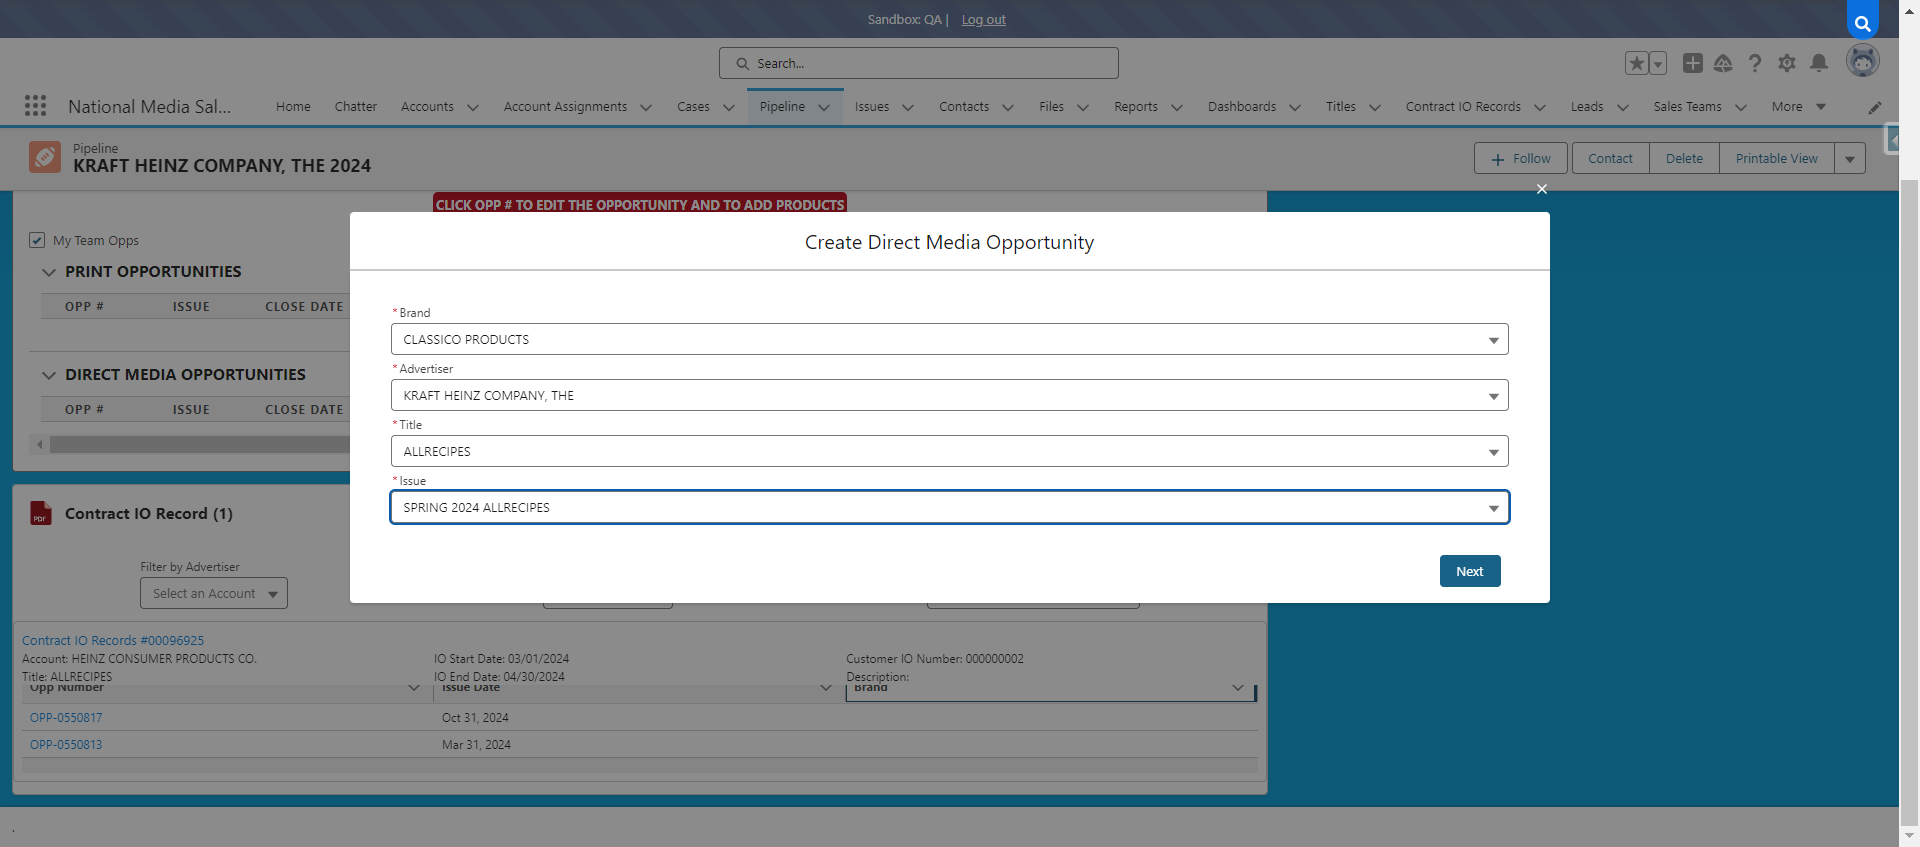 Sandbox: QA | Log out
Search...
National Media Sal... Home Chatter Accounts Account Assignments Cases Pipeline Issues Contacts Files Reports Dashboards Titles Contract IO Records Leads Sales Teams More
Pipeline
KRAFT HEINZ COMPANY, THE 2024
Follow Contact Delete Printable View
CLICK OPP # TO EDIT THE OPPORTUNITY AND TO ADD PRODUCTS
My Team Opps
PRINT OPPORTUNITIES
OPP # ISSUE CLOSE DATE
DIRECT MEDIA OPPORTUNITIES
OPP # ISSUE CLOSE DATE
Create Direct Media Opportunity
*Brand
CLASSICO PRODUCTS
*Advertiser
KRAFT HEINZ COMPANY, THE
*Title
ALLRECIPES
*Issue
SPRING 2024 ALLRECIPES
Next
PDF
Contract IO Record (1)
Filter by Advertiser
Select an Account
Contract IO Records #00096925
Account: HEINZ CONSUMER PRODUCTS CO. IO Start Date: 03/01/2024 Customer IO Number: 000000002
Title: ALLRECIPES IO End Date: 04/30/2024 Description:
Opp Number Issue Date Brand
OPP-0550817 Oct 31, 2024
OPP-0550813 Mar 31, 2024
.